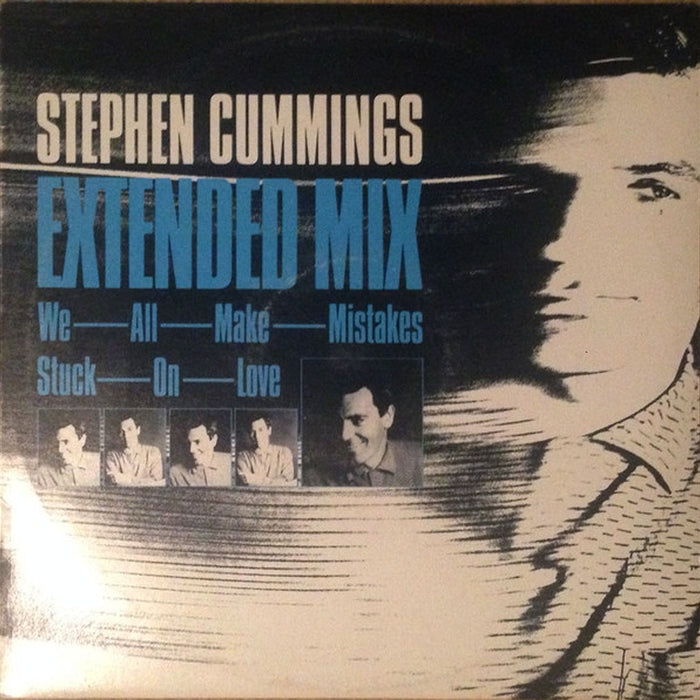 STEPHEN CUMMINGS
EXTENDED MIX
We—All—Make—Mistakes
Stuck—On—Love